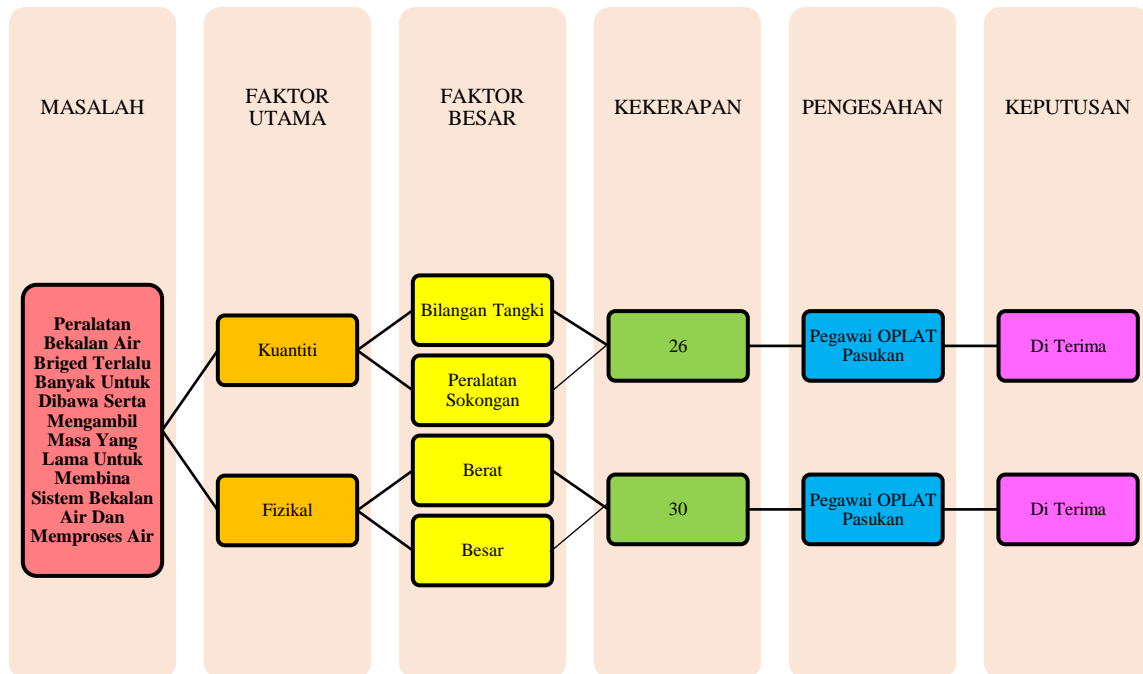 MASALAH
FAKTOR
UTAMA
FAKTOR
BESAR
KEKERAPAN
PENGESAHAN
KEPUTUSAN
Peralatan
Bekalan Air
Briged Terlalu
Banyak Untuk
Dibawa Serta
Mengambil
Masa Yang
Lama Untuk
Membina
Sistem Bekalan
Air Dan
Memproses Air
Kuantiti
Bilangan Tangki
Peralatan
Sokongan
26
Pegawai OPLAT
Pasukan
Di Terima
Fizikal
Berat
Besar
30
Pegawai OPLAT
Pasukan
Di Terima